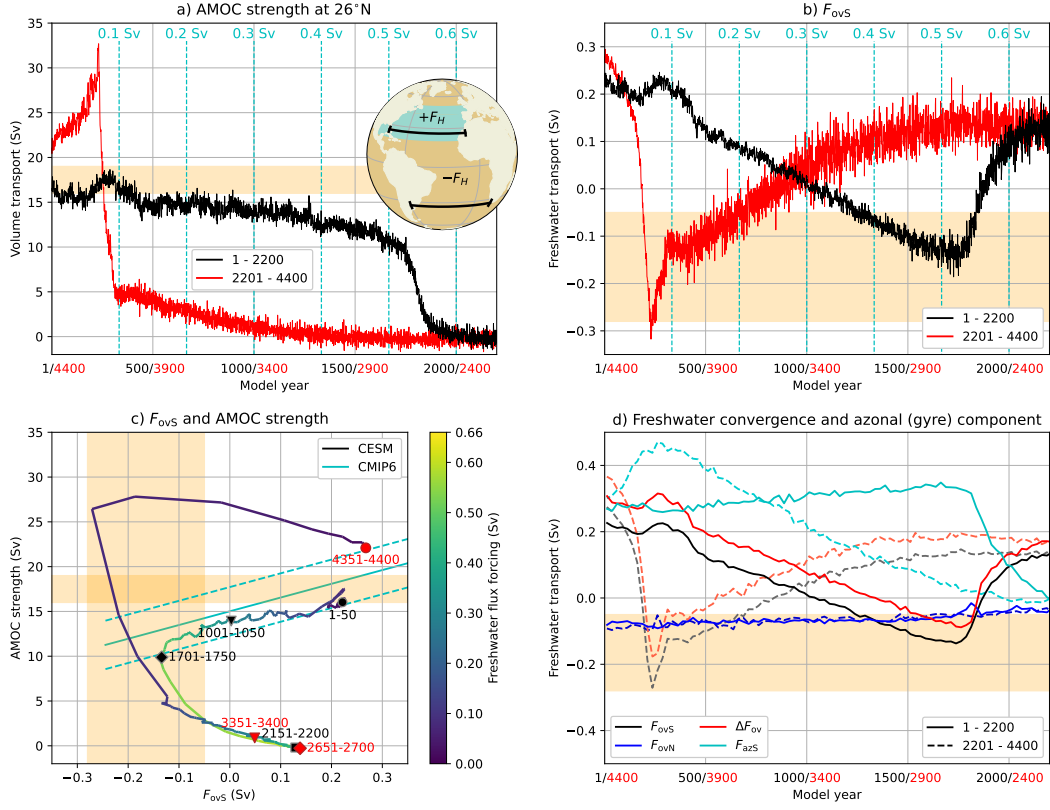 a) AMOC strength at 26°N
0.1 Sv 0.2 Sv 0.3 Sv 0.4 Sv 0.5 Sv 0.6 Sv
35
30
25
20
15
10
5
0
Volume transport (Sv)
+F_H
−F_H
1 - 2200
2201 - 4400
1/4400 500/3900 1000/3400 1500/2900 2000/2400
Model year
b) F_ovS
0.1 Sv 0.2 Sv 0.3 Sv 0.4 Sv 0.5 Sv 0.6 Sv
0.3
0.2
0.1
0.0
−0.1
−0.2
−0.3
Freshwater transport (Sv)
1 - 2200
2201 - 4400
1/4400 500/3900 1000/3400 1500/2900 2000/2400
Model year
c) F_ovS and AMOC strength
35
30
25
20
15
10
5
0
AMOC strength (Sv)
CESM
CMIP6
4351-4400
1-50
1001-1050
1701-1750
3351-3400
2151-2200
2651-2700
−0.3 −0.2 −0.1 0.0 0.1 0.2 0.3
F_ovS (Sv)
0.66
0.60
0.50
0.40
0.30
0.20
0.10
0.00
Freshwater flux forcing (Sv)
d) Freshwater convergence and azonal (gyre) component
0.4
0.2
0.0
−0.2
−0.4
Freshwater transport (Sv)
F_ovS ΔF_ov
F_ovN F_azS
1 - 2200
2201 - 4400
1/4400 500/3900 1000/3400 1500/2900 2000/2400
Model year